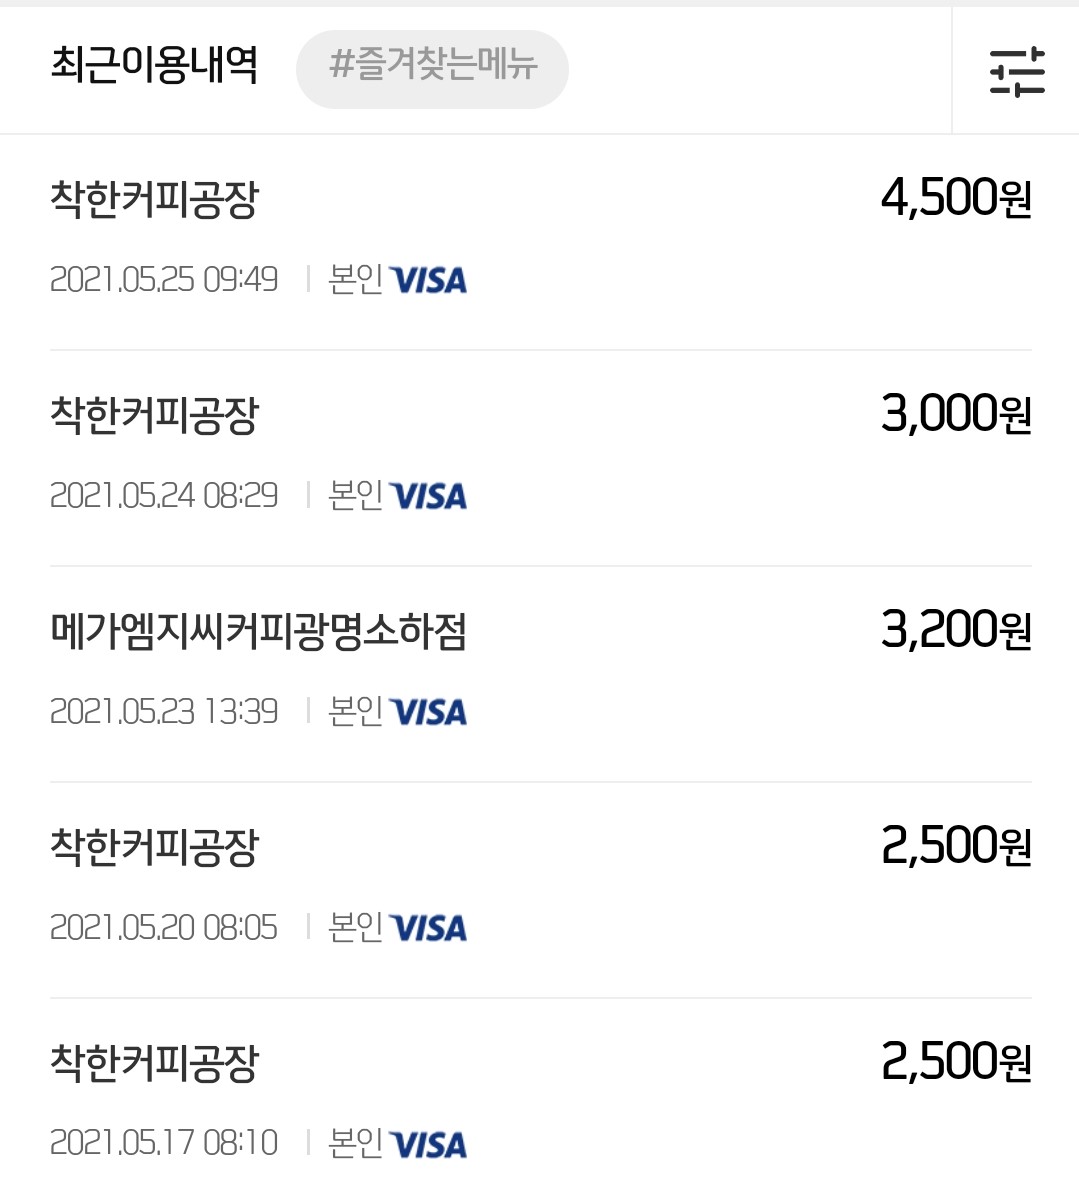 최근이용내역 #즐겨찾는메뉴
착한커피공장 4,500원
2021.05.25 09:49 | 본인 VISA
착한커피공장 3,000원
2021.05.24 08:29 | 본인 VISA
메가엠지씨커피광명소하점 3,200원
2021.05.23 13:39 | 본인 VISA
착한커피공장 2,500원
2021.05.20 08:05 | 본인 VISA
착한커피공장 2,500원
2021.05.17 08:10 | 본인 VISA